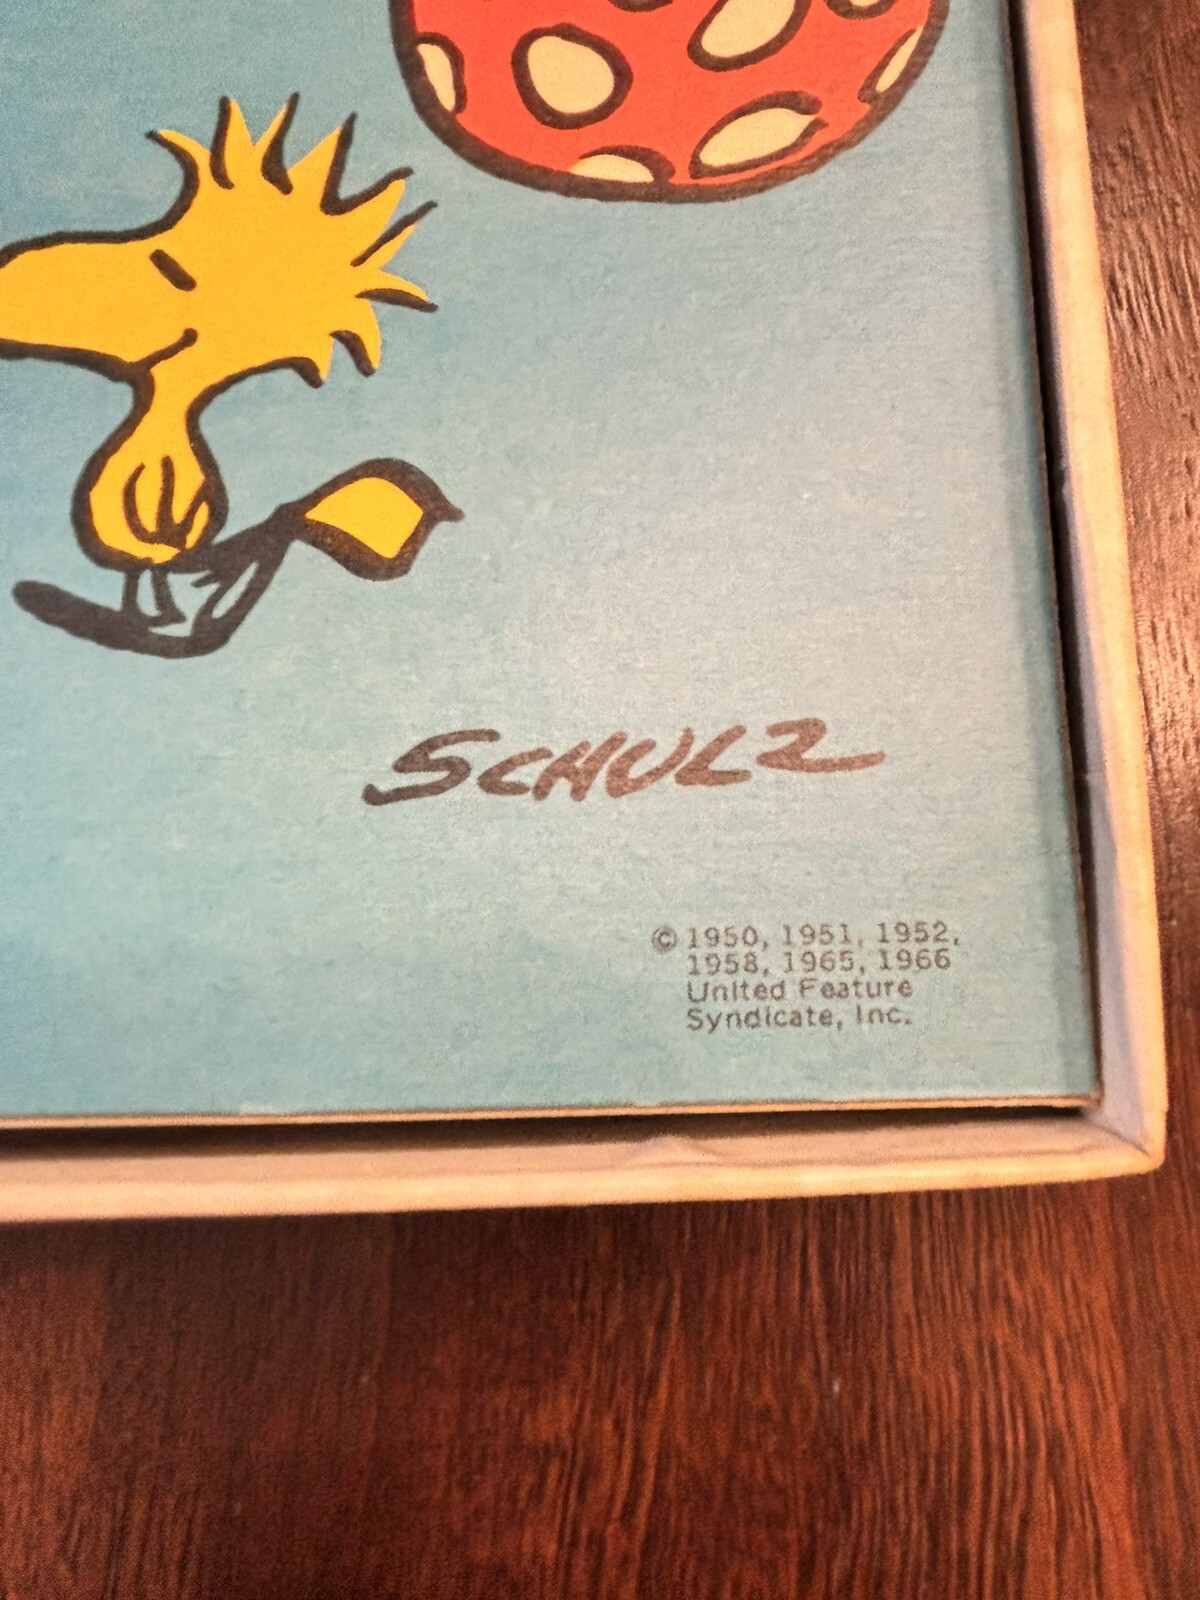 SCHULZ
© 1950, 1951, 1952,
1958, 1965, 1966
United Feature
Syndicate, Inc.